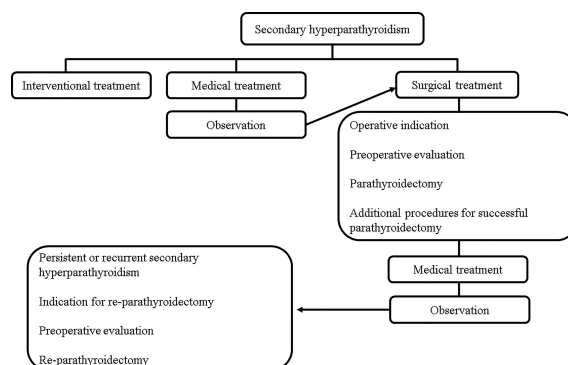 Secondary hyperparathyroidism
Interventional treatment
Medical treatment
Surgical treatment
Observation
Operative indication
Preoperative evaluation
Parathyroidectomy
Additional procedures for successful
parathyroidectomy
Medical treatment
Observation
Persistent or recurrent secondary
hyperparathyroidism
Indication for re-parathyroidectomy
Preoperative evaluation
Re-parathyroidectomy